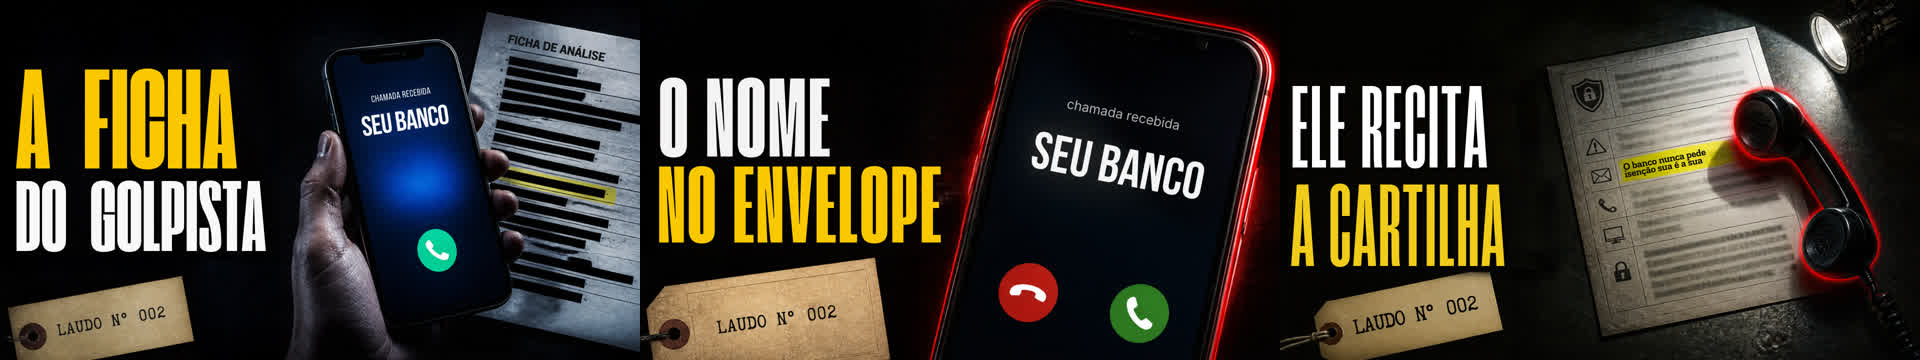 A FICHA
DO GOLPISTA
LAUDO Nº 002
CHAMADA RECEBIDA
SEU BANCO
FICHA DE ANÁLISE
O NOME
NO ENVELOPE
LAUDO Nº 002
chamada recebida
SEU BANCO
ELE RECITA
A CARTILHA
LAUDO Nº 002
O banco nunca pede
isenção sua é a sua